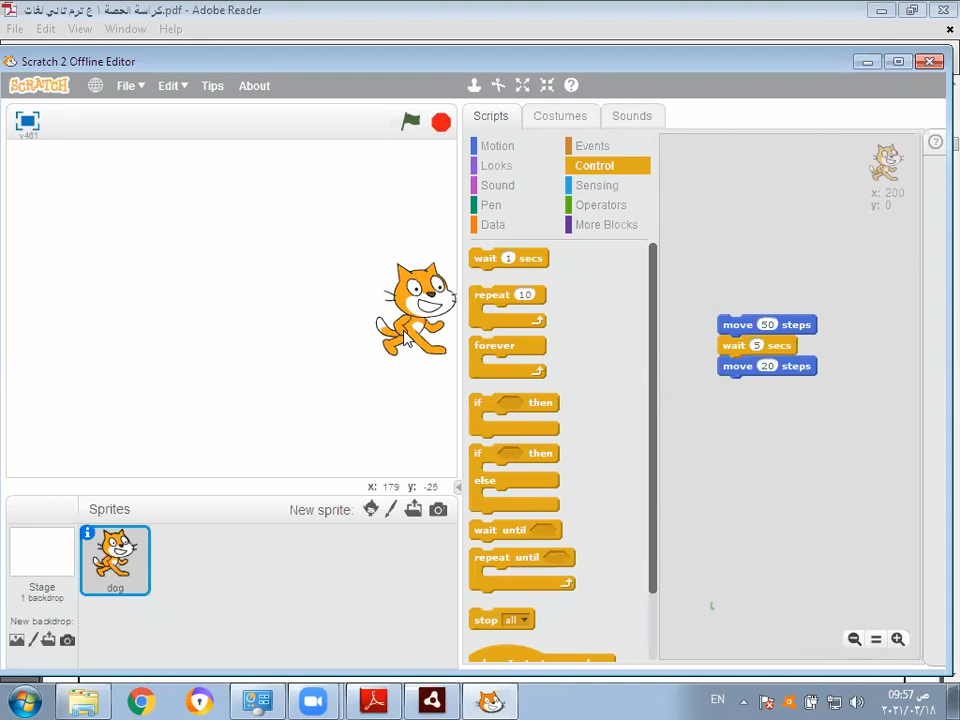 كراسة الحصة ١ ع ترم تاني لغات.pdf - Adobe Reader
File Edit View Window Help
Scratch 2 Offline Editor
SCRATCH File Edit Tips About
v461
Scripts Costumes Sounds
Motion Events
Looks Control
Sound Sensing
Pen Operators
Data More Blocks
x: 200
y: 0
wait 1 secs
repeat 10
forever
if then
if then
else
wait until
repeat until
stop all
move 50 steps
wait 5 secs
move 20 steps
x: 179 y: -25
Sprites New sprite:
Stage
1 backdrop
New backdrop:
dog
EN
09:57 ص
٢٠٢١/٠٣/١٨